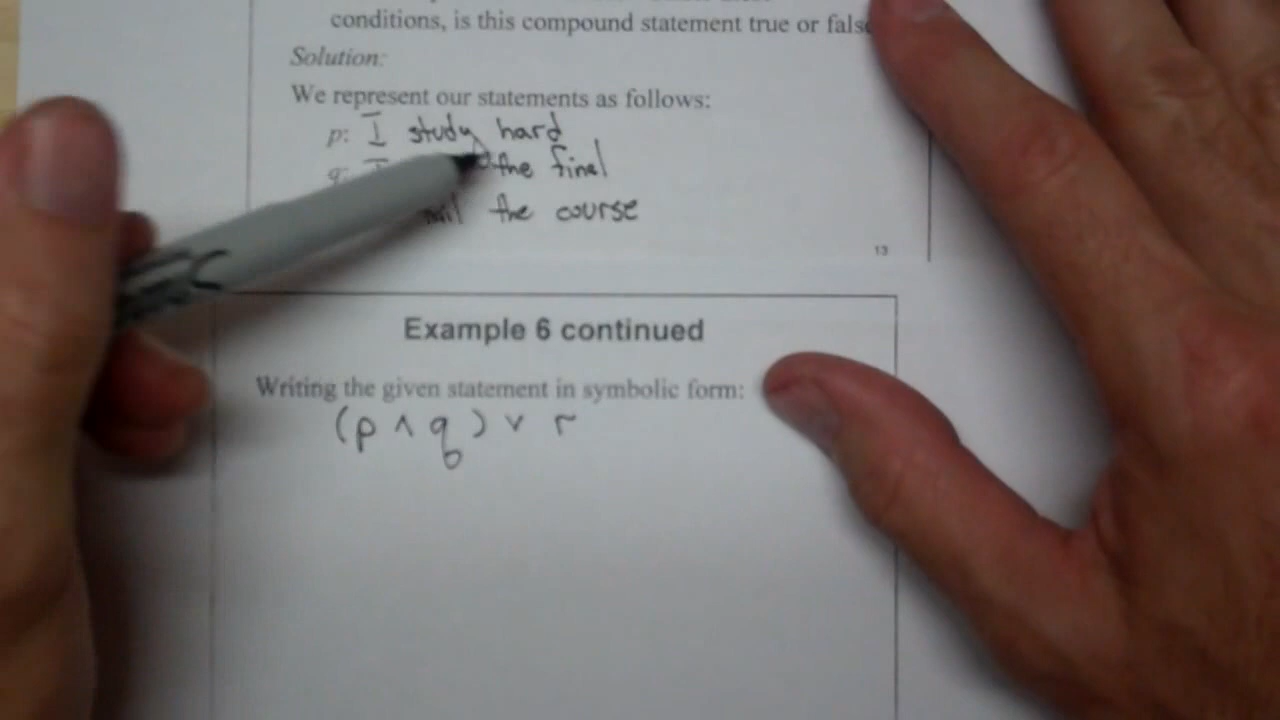 conditions, is this compound statement true or false
Solution:
We represent our statements as follows:
p: I study hard
q: I the final
the course
13
Example 6 continued
Writing the given statement in symbolic form:
(p ∧ q) ∨ r